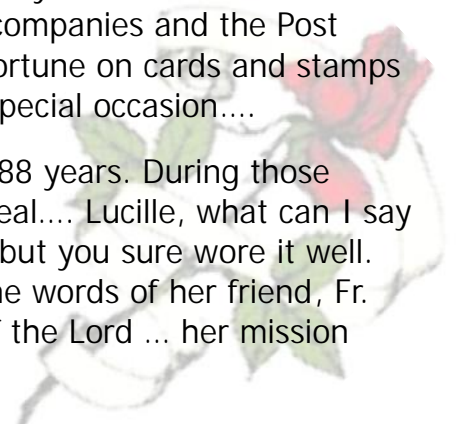 companies and the Post
ortune on cards and stamps
pecial occasion....
88 years. During those
eal.... Lucille, what can I say
but you sure wore it well.
ne words of her friend, Fr.
f the Lord ... her mission